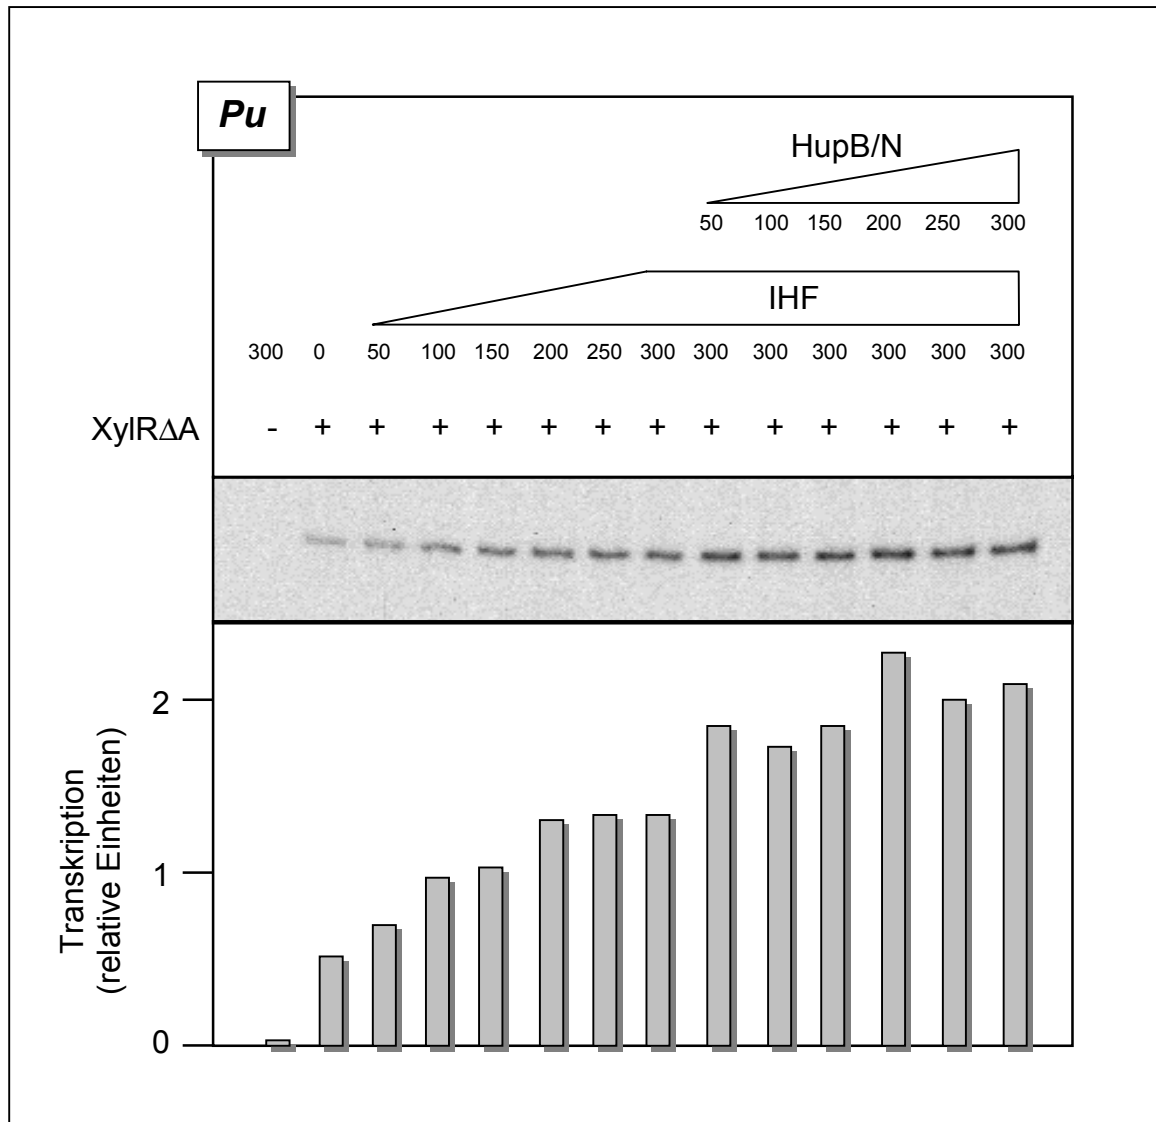 Pu
HupB/N
50 100 150 200 250 300
IHF
300 0 50 100 150 200 250 300 300 300 300 300 300 300
XylRΔA - + + + + + + + + + + + + +
2
1
0
Transkription
(relative Einheiten)